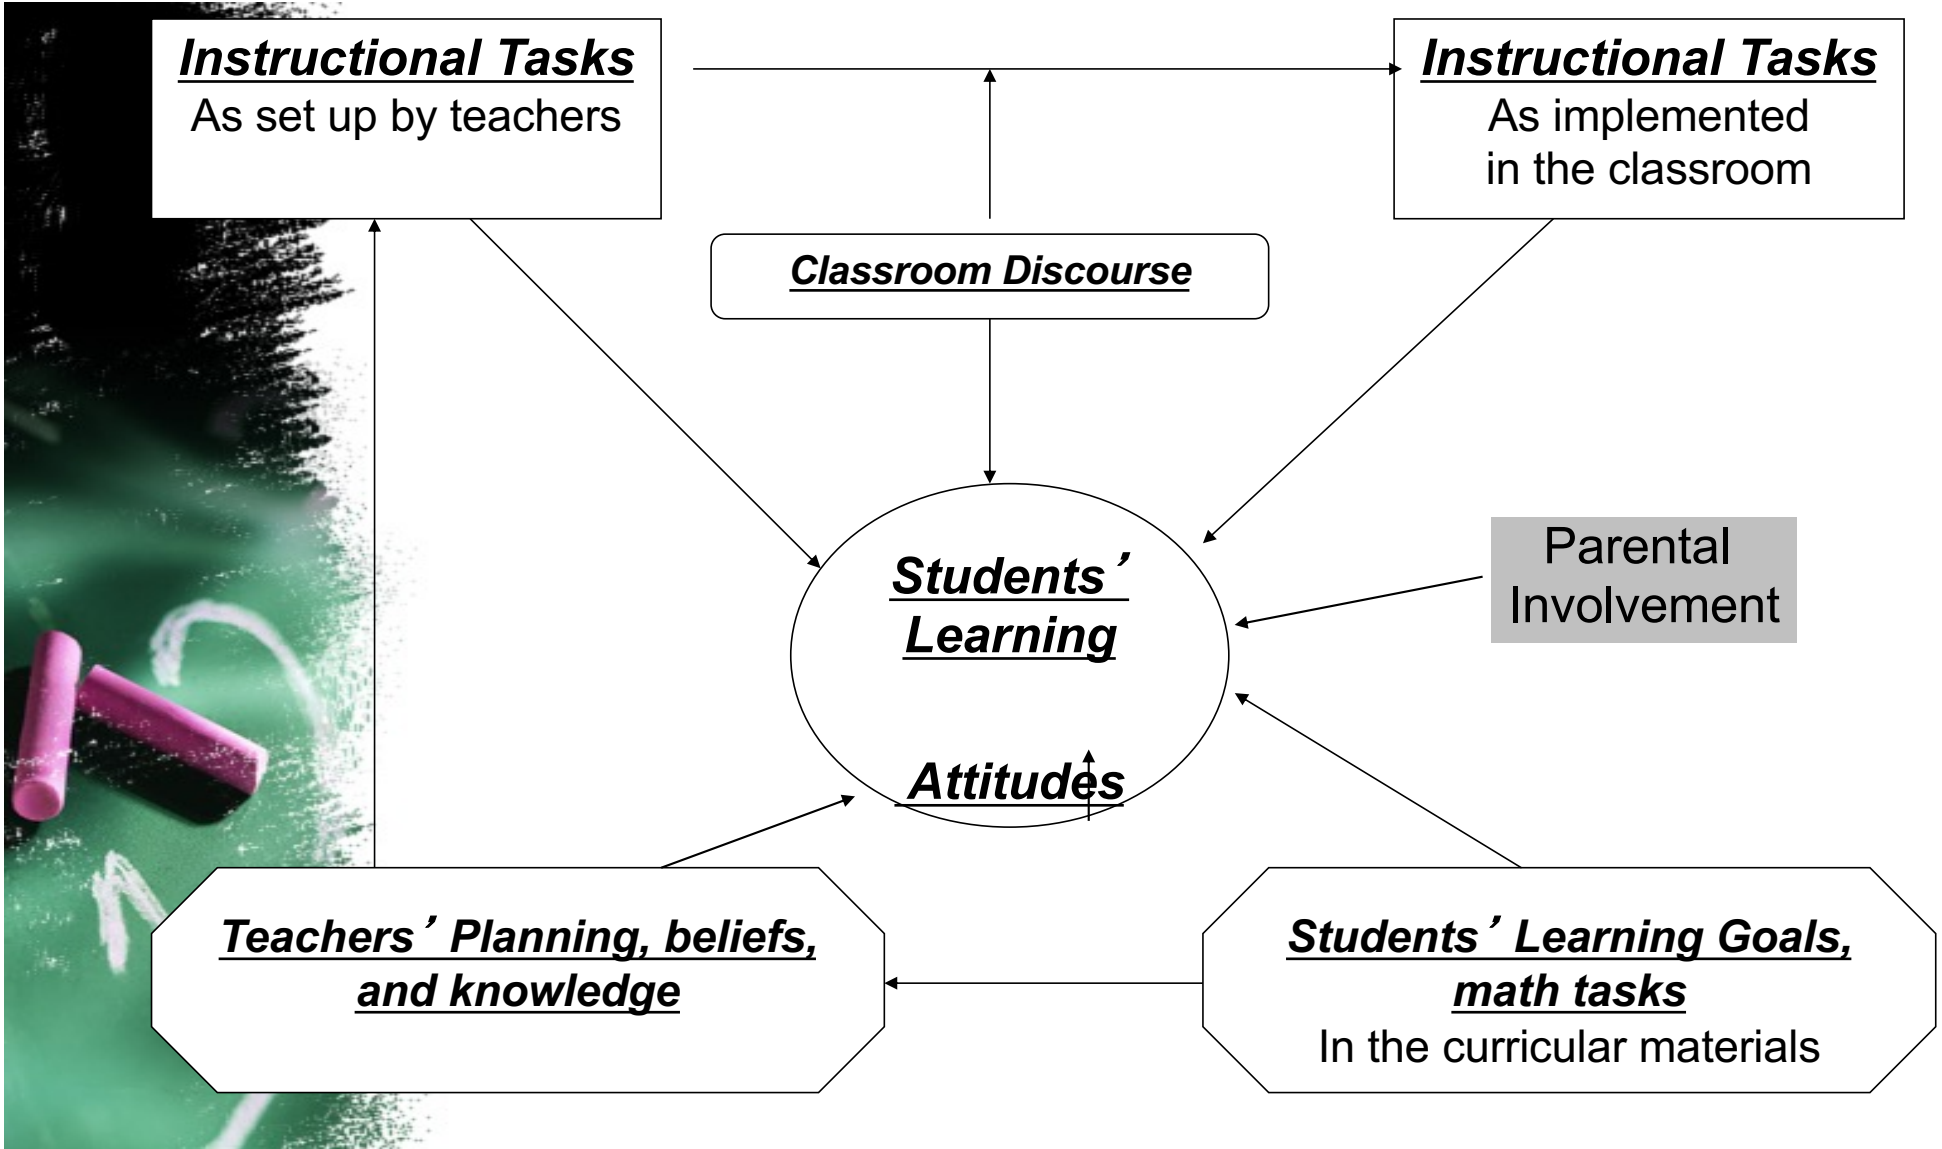 Instructional Tasks
As set up by teachers
Instructional Tasks
As implemented
in the classroom
Classroom Discourse
Students’
Learning
Attitudes
Parental
Involvement
Teachers’ Planning, beliefs,
and knowledge
Students’ Learning Goals,
math tasks
In the curricular materials